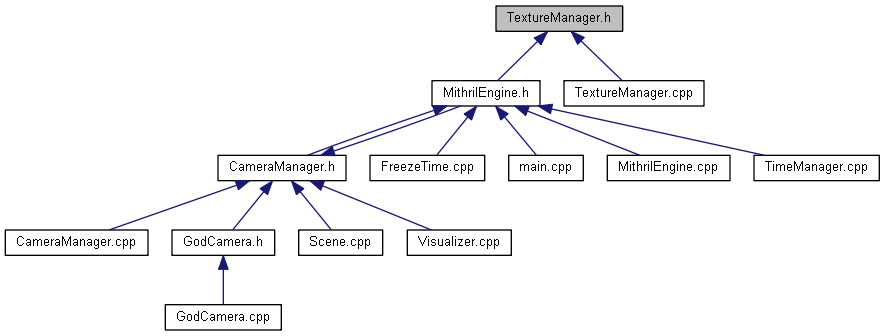 TextureManager.h
MithrilEngine.h
TextureManager.cpp
CameraManager.h
FreezeTime.cpp
main.cpp
MithrilEngine.cpp
TimeManager.cpp
CameraManager.cpp
GodCamera.h
Scene.cpp
Visualizer.cpp
GodCamera.cpp